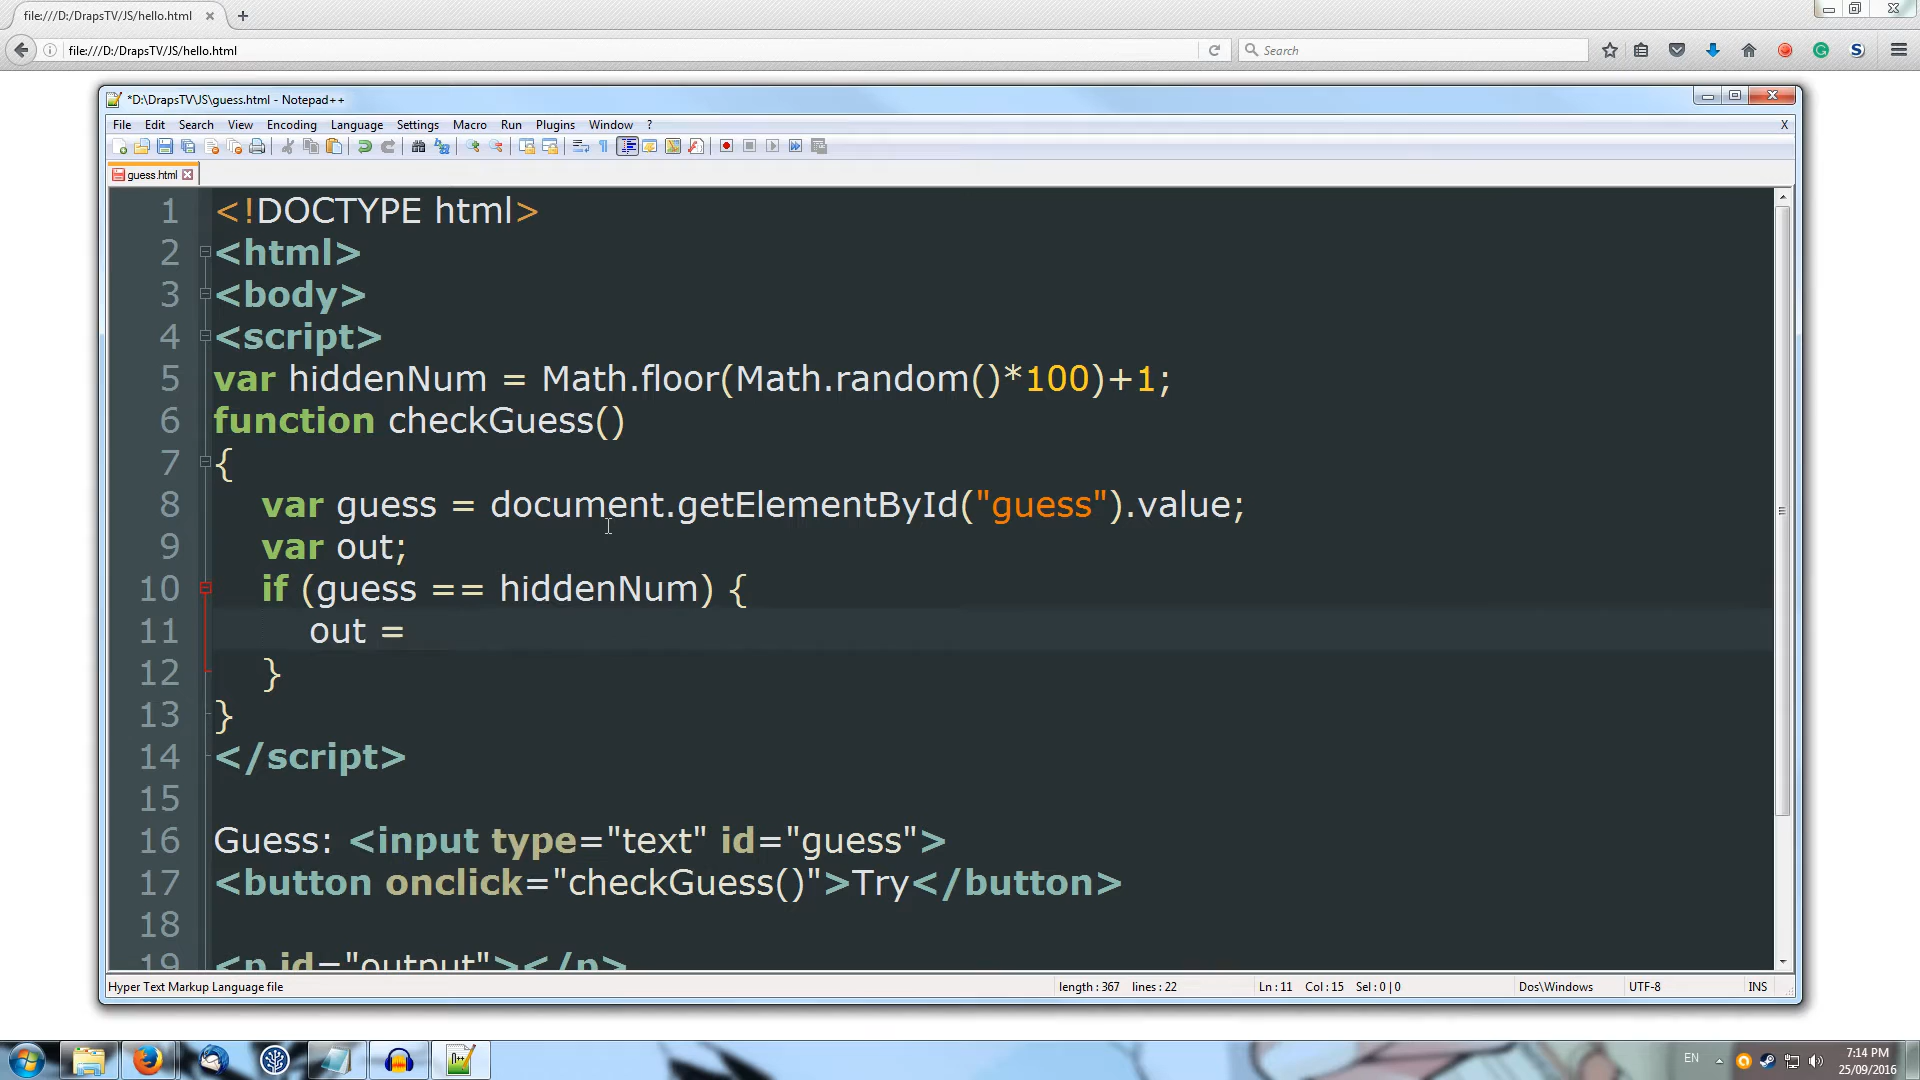 file:///D:/DrapsTV/JS/hello.html
file:///D:/DrapsTV/JS/hello.html
Search
*D:\DrapsTV\JS\guess.html - Notepad++
File Edit Search View Encoding Language Settings Macro Run Plugins Window ? X
guess.html
1 <!DOCTYPE html>
2 <html>
3 <body>
4 <script>
5 var hiddenNum = Math.floor(Math.random()*100)+1;
6 function checkGuess()
7 {
8 var guess = document.getElementById("guess").value;
9 var out;
10 if (guess == hiddenNum) {
11 out =
12 }
13 }
14 </script>
15
16 Guess: <input type="text" id="guess">
17 <button onclick="checkGuess()">Try</button>
18
19 <p id="output"></p>
Hyper Text Markup Language file length : 367 lines : 22 Ln : 11 Col : 15 Sel : 0 | 0 Dos\Windows UTF-8 INS
EN 7:14 PM
25/09/2016